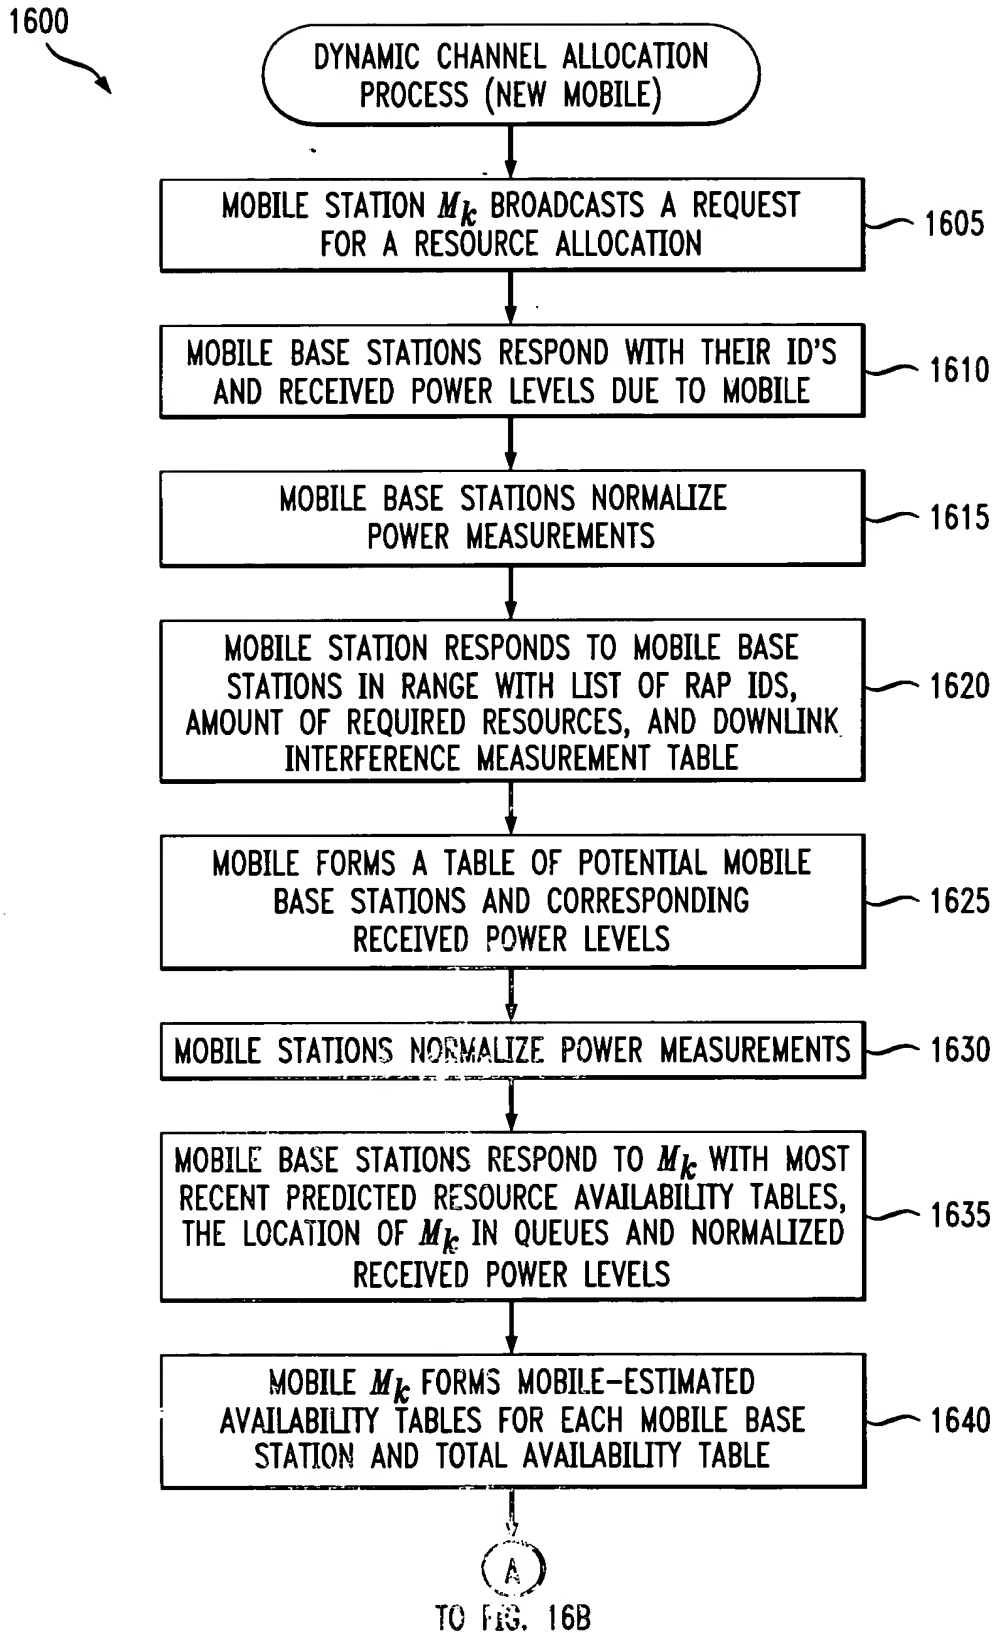 1600
DYNAMIC CHANNEL ALLOCATION
PROCESS (NEW MOBILE)
MOBILE STATION Mk BROADCASTS A REQUEST
FOR A RESOURCE ALLOCATION
1605
MOBILE BASE STATIONS RESPOND WITH THEIR ID'S
AND RECEIVED POWER LEVELS DUE TO MOBILE
1610
MOBILE BASE STATIONS NORMALIZE
POWER MEASUREMENTS
1615
MOBILE STATION RESPONDS TO MOBILE BASE
STATIONS IN RANGE WITH LIST OF RAP IDS,
AMOUNT OF REQUIRED RESOURCES, AND DOWNLINK
INTERFERENCE MEASUREMENT TABLE
1620
MOBILE FORMS A TABLE OF POTENTIAL MOBILE
BASE STATIONS AND CORRESPONDING
RECEIVED POWER LEVELS
1625
MOBILE STATIONS NORMALIZE POWER MEASUREMENTS
1630
MOBILE BASE STATIONS RESPOND TO Mk WITH MOST
RECENT PREDICTED RESOURCE AVAILABILITY TABLES,
THE LOCATION OF Mk IN QUEUES AND NORMALIZED
RECEIVED POWER LEVELS
1635
MOBILE Mk FORMS MOBILE-ESTIMATED
AVAILABILITY TABLES FOR EACH MOBILE BASE
STATION AND TOTAL AVAILABILITY TABLE
1640
A
TO FIG. 16B